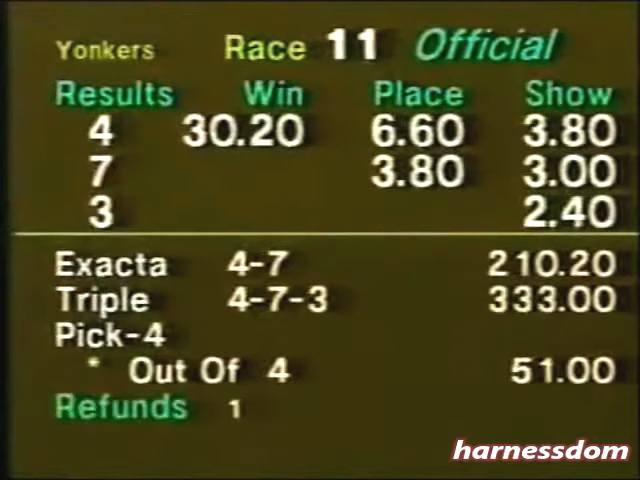 Yonkers Race 11 Official
Results Win Place Show
4 30.20 6.60 3.80
7 3.80 3.00
3 2.40
Exacta 4-7 210.20
Triple 4-7-3 333.00
Pick-4
* Out Of 4 51.00
Refunds 1
harnessdom